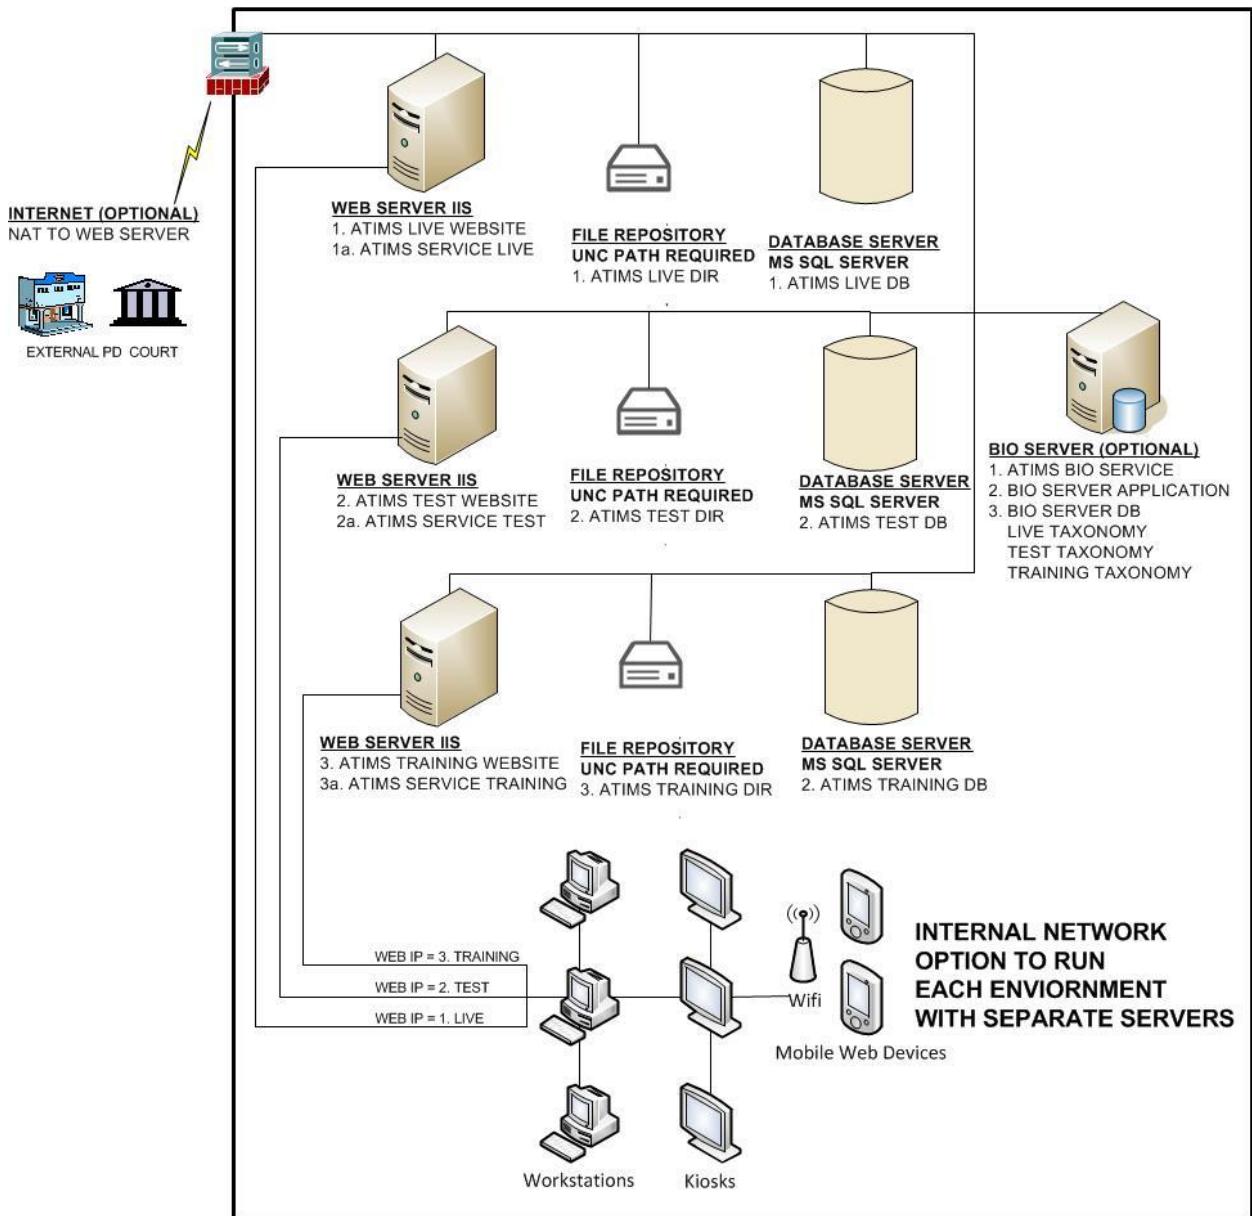 INTERNET (OPTIONAL)
NAT TO WEB SERVER
EXTERNAL PD COURT
WEB SERVER IIS
1. ATIMS LIVE WEBSITE
1a. ATIMS SERVICE LIVE
FILE REPOSITORY
UNC PATH REQUIRED
1. ATIMS LIVE DIR
DATABASE SERVER
MS SQL SERVER
1. ATIMS LIVE DB
WEB SERVER IIS
2. ATIMS TEST WEBSITE
2a. ATIMS SERVICE TEST
FILE REPOSITORY
UNC PATH REQUIRED
2. ATIMS TEST DIR
DATABASE SERVER
MS SQL SERVER
2. ATIMS TEST DB
BIO SERVER (OPTIONAL)
1. ATIMS BIO SERVICE
2. BIO SERVER APPLICATION
3. BIO SERVER DB
LIVE TAXONOMY
TEST TAXONOMY
TRAINING TAXONOMY
WEB SERVER IIS
3. ATIMS TRAINING WEBSITE
3a. ATIMS SERVICE TRAINING
FILE REPOSITORY
UNC PATH REQUIRED
3. ATIMS TRAINING DIR
DATABASE SERVER
MS SQL SERVER
2. ATIMS TRAINING DB
WEB IP = 3. TRAINING
WEB IP = 2. TEST
WEB IP = 1. LIVE
Wifi
Mobile Web Devices
INTERNAL NETWORK
OPTION TO RUN
EACH ENVIORNMENT
WITH SEPARATE SERVERS
Workstations
Kiosks